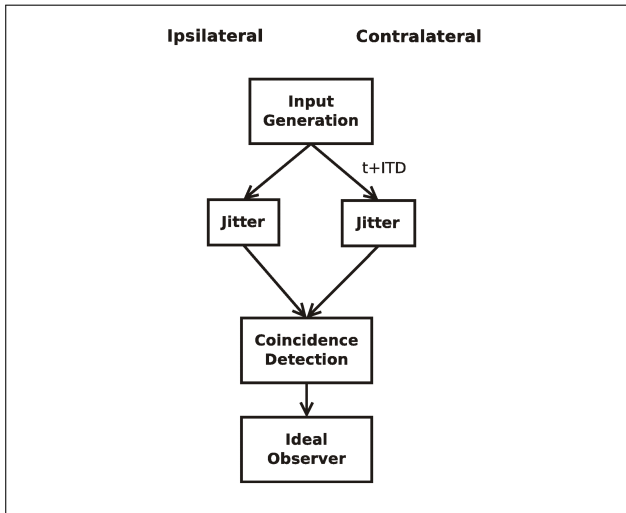 Ipsilateral Contralateral
Input
Generation
t+ITD
Jitter Jitter
Coincidence
Detection
Ideal
Observer